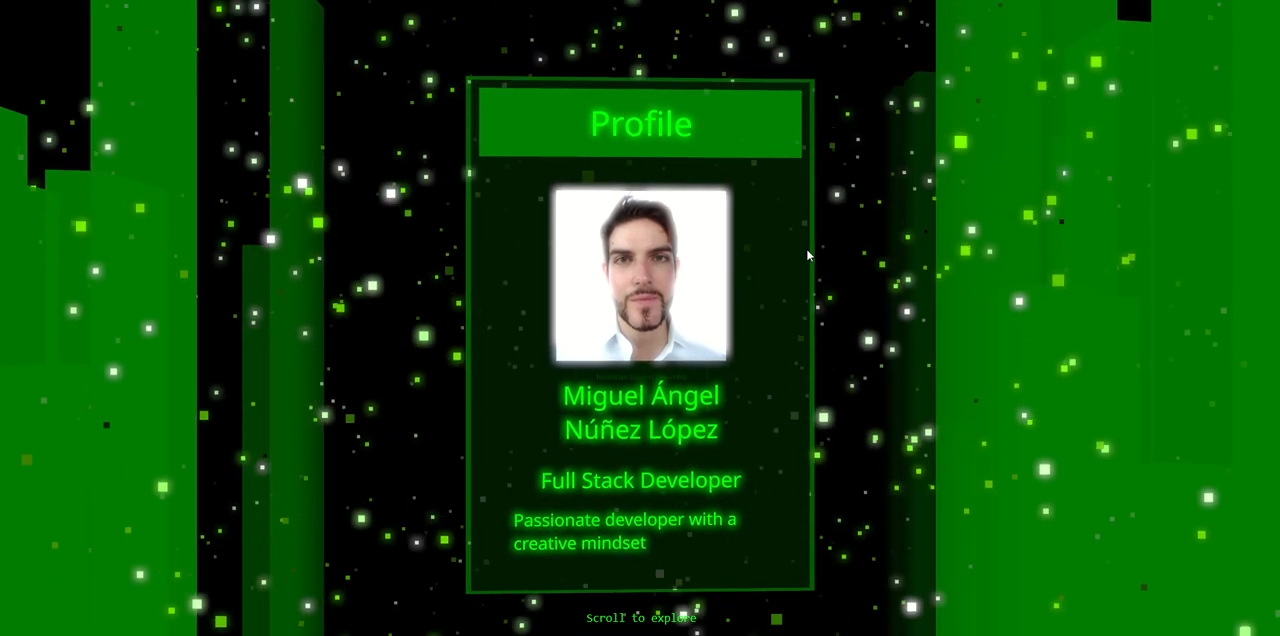 Profile
Miguel Ángel
Núñez López
Full Stack Developer
Passionate developer with a
creative mindset
Scroll to explore